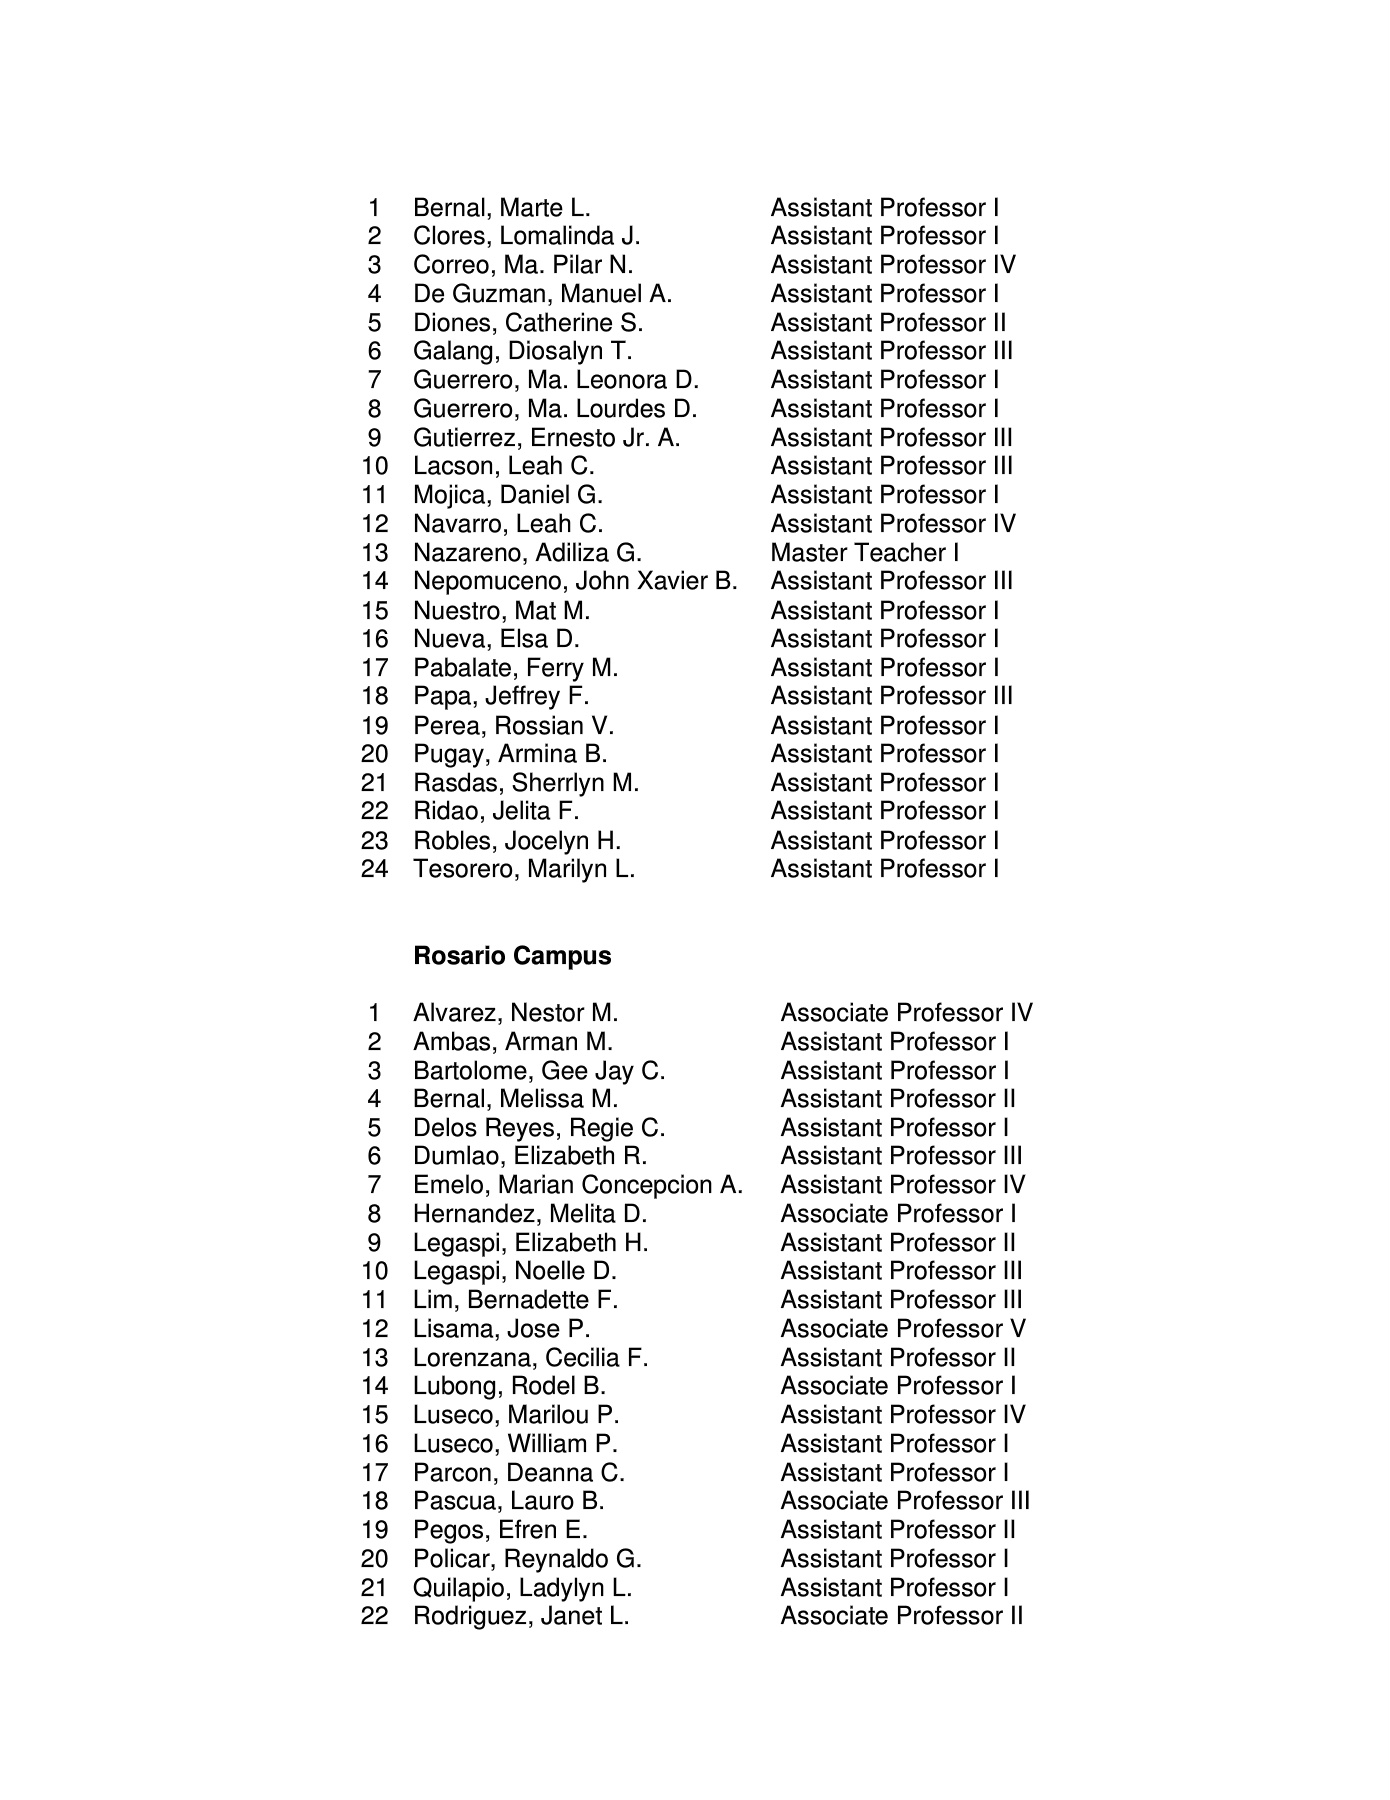 1 Bernal, Marte L. Assistant Professor I
2 Clores, Lomalinda J. Assistant Professor I
3 Correo, Ma. Pilar N. Assistant Professor IV
4 De Guzman, Manuel A. Assistant Professor I
5 Diones, Catherine S. Assistant Professor II
6 Galang, Diosalyn T. Assistant Professor III
7 Guerrero, Ma. Leonora D. Assistant Professor I
8 Guerrero, Ma. Lourdes D. Assistant Professor I
9 Gutierrez, Ernesto Jr. A. Assistant Professor III
10 Lacson, Leah C. Assistant Professor III
11 Mojica, Daniel G. Assistant Professor I
12 Navarro, Leah C. Assistant Professor IV
13 Nazareno, Adiliza G. Master Teacher I
14 Nepomuceno, John Xavier B. Assistant Professor III
15 Nuestro, Mat M. Assistant Professor I
16 Nueva, Elsa D. Assistant Professor I
17 Pabalate, Ferry M. Assistant Professor I
18 Papa, Jeffrey F. Assistant Professor III
19 Perea, Rossian V. Assistant Professor I
20 Pugay, Armina B. Assistant Professor I
21 Rasdas, Sherrlyn M. Assistant Professor I
22 Ridao, Jelita F. Assistant Professor I
23 Robles, Jocelyn H. Assistant Professor I
24 Tesorero, Marilyn L. Assistant Professor I
Rosario Campus
1 Alvarez, Nestor M. Associate Professor IV
2 Ambas, Arman M. Assistant Professor I
3 Bartolome, Gee Jay C. Assistant Professor I
4 Bernal, Melissa M. Assistant Professor II
5 Delos Reyes, Regie C. Assistant Professor I
6 Dumlao, Elizabeth R. Assistant Professor III
7 Emelo, Marian Concepcion A. Assistant Professor IV
8 Hernandez, Melita D. Associate Professor I
9 Legaspi, Elizabeth H. Assistant Professor II
10 Legaspi, Noelle D. Assistant Professor III
11 Lim, Bernadette F. Assistant Professor III
12 Lisama, Jose P. Associate Professor V
13 Lorenzana, Cecilia F. Assistant Professor II
14 Lubong, Rodel B. Associate Professor I
15 Luseco, Marilou P. Assistant Professor IV
16 Luseco, William P. Assistant Professor I
17 Parcon, Deanna C. Assistant Professor I
18 Pascua, Lauro B. Associate Professor III
19 Pegos, Efren E. Assistant Professor II
20 Policar, Reynaldo G. Assistant Professor I
21 Quilapio, Ladylyn L. Assistant Professor I
22 Rodriguez, Janet L. Associate Professor II